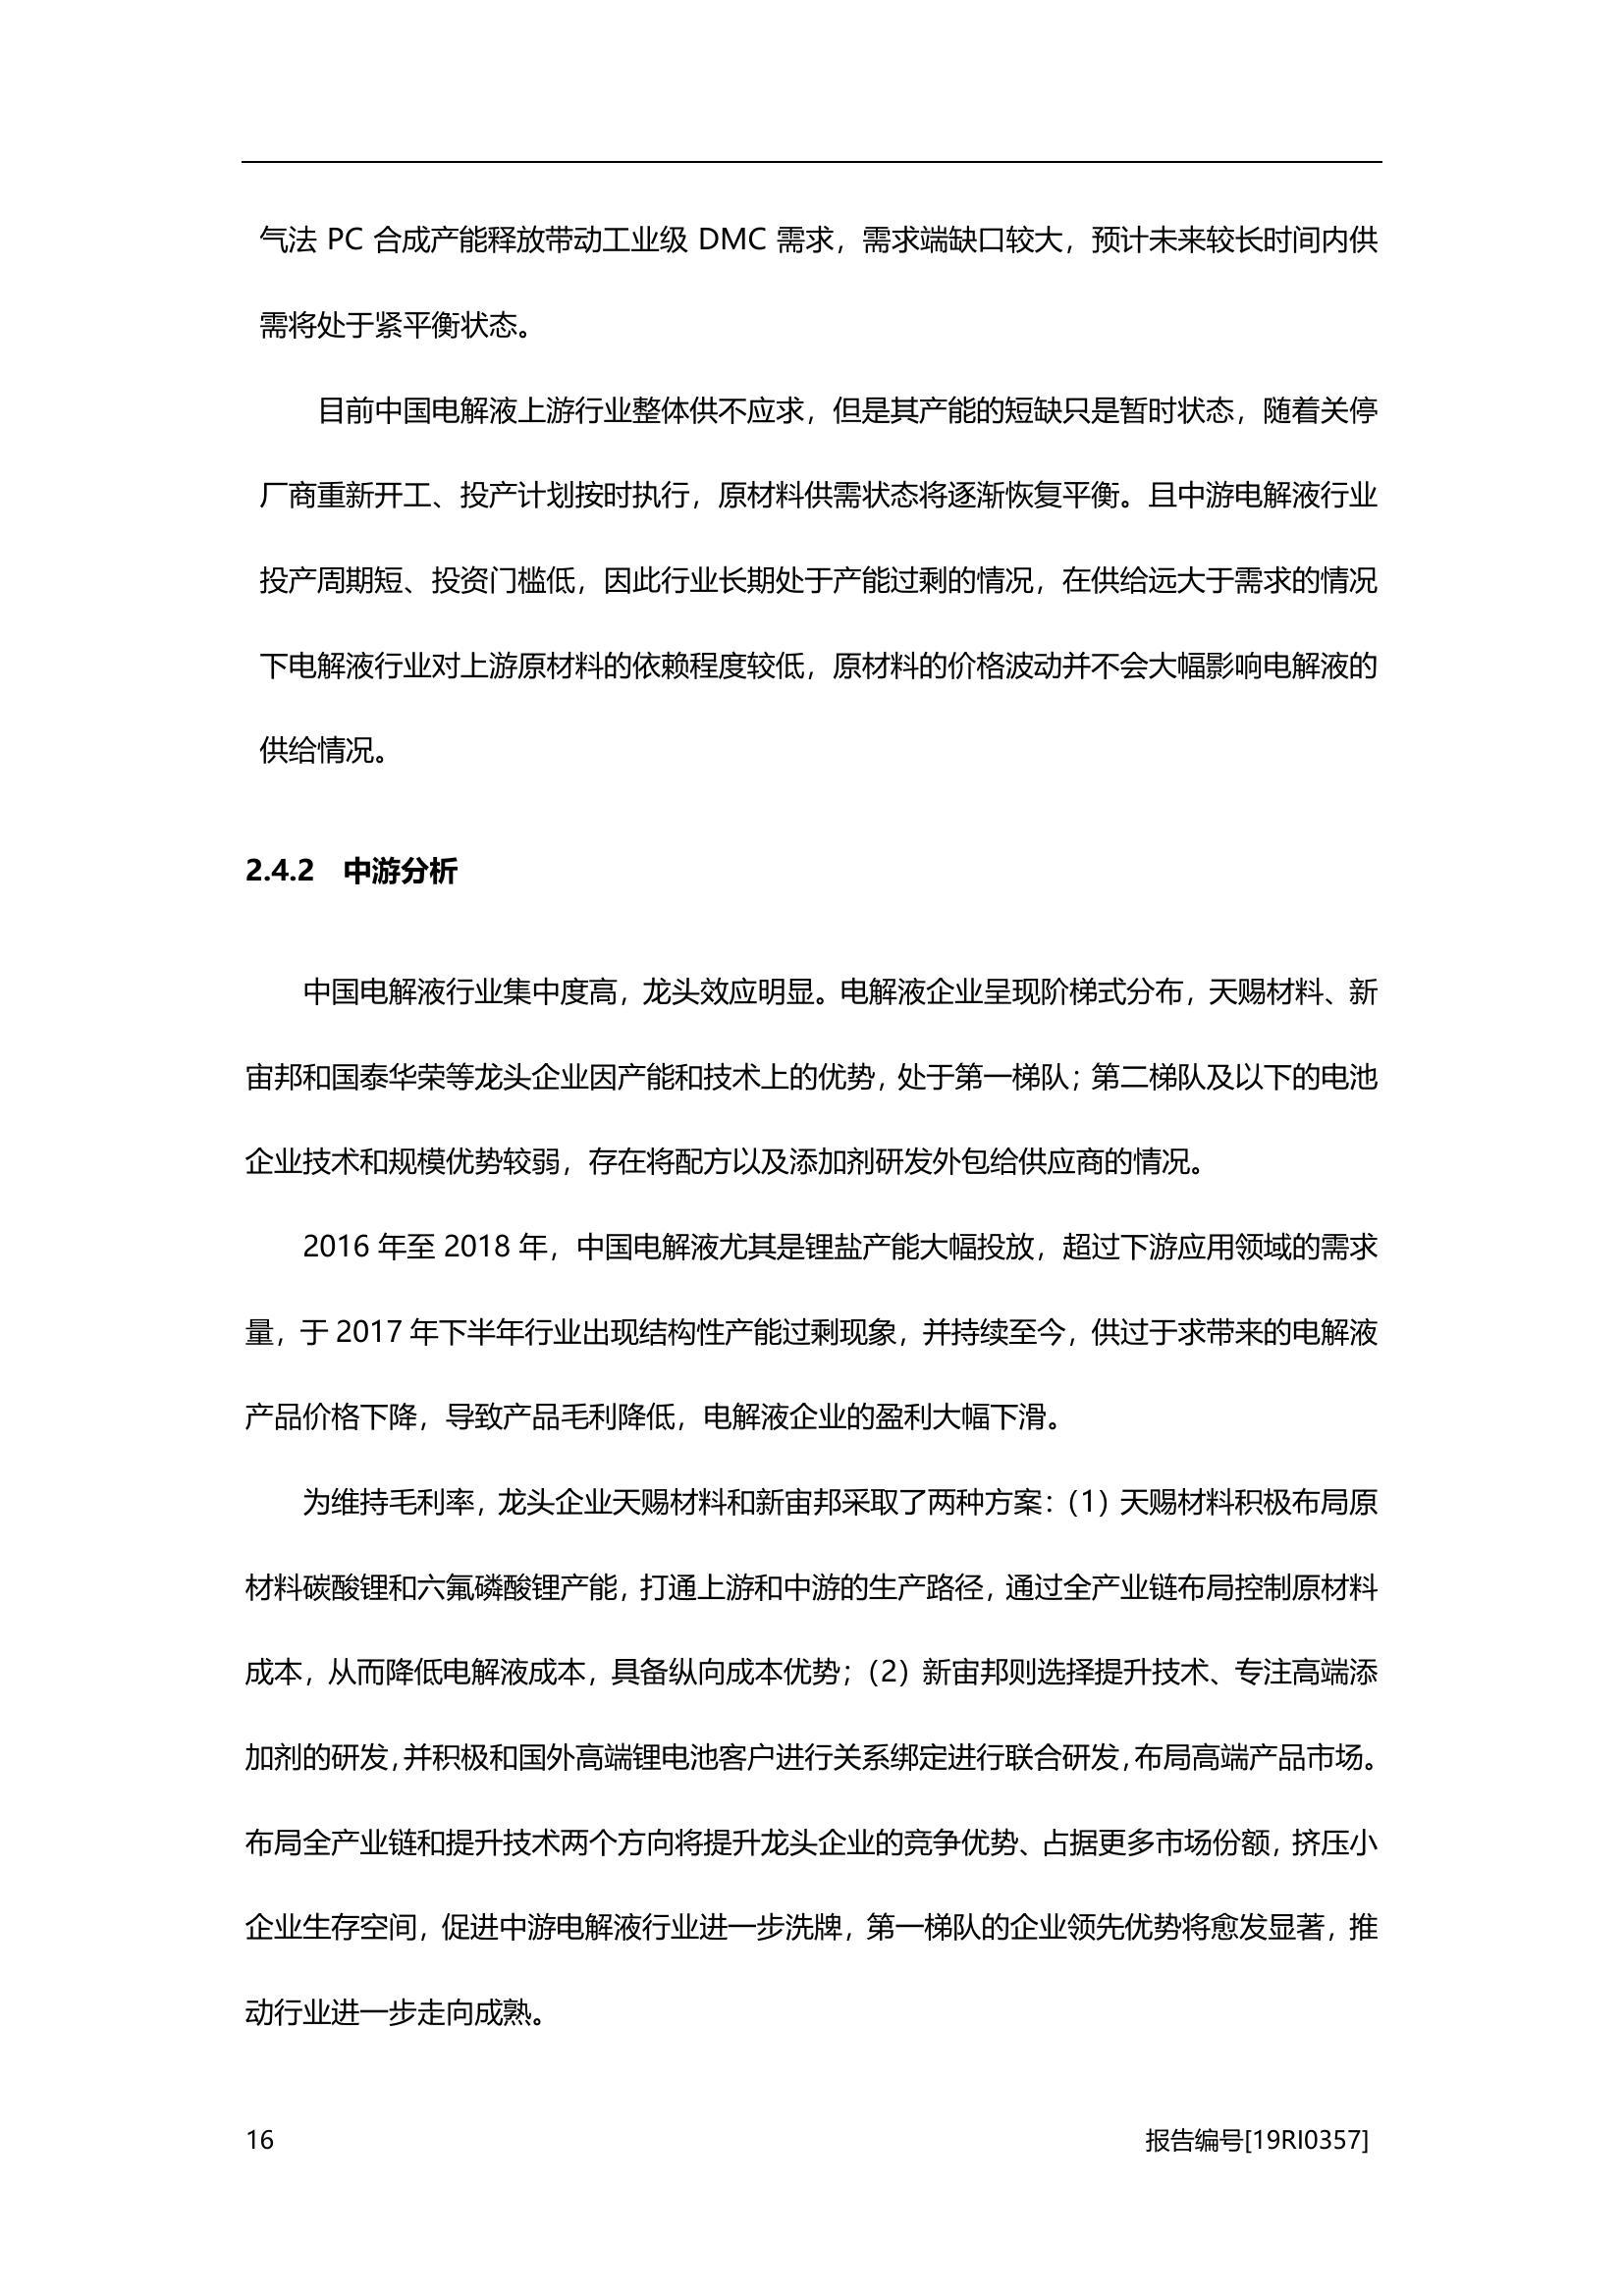 气法 PC 合成产能释放带动工业级 DMC 需求，需求端缺口较大，预计未来较长时间内供
需将处于紧平衡状态。
目前中国电解液上游行业整体供不应求，但是其产能的短缺只是暂时状态，随着关停
厂商重新开工、投产计划按时执行，原材料供需状态将逐渐恢复平衡。且中游电解液行业
投产周期短、投资门槛低，因此行业长期处于产能过剩的情况，在供给远大于需求的情况
下电解液行业对上游原材料的依赖程度较低，原材料的价格波动并不会大幅影响电解液的
供给情况。
2.4.2 中游分析
中国电解液行业集中度高，龙头效应明显。电解液企业呈现阶梯式分布，天赐材料、新
宙邦和国泰华荣等龙头企业因产能和技术上的优势，处于第一梯队；第二梯队及以下的电池
企业技术和规模优势较弱，存在将配方以及添加剂研发外包给供应商的情况。
2016 年至 2018 年，中国电解液尤其是锂盐产能大幅投放，超过下游应用领域的需求
量，于 2017 年下半年行业出现结构性产能过剩现象，并持续至今，供过于求带来的电解液
产品价格下降，导致产品毛利降低，电解液企业的盈利大幅下滑。
为维持毛利率，龙头企业天赐材料和新宙邦采取了两种方案：（1）天赐材料积极布局原
材料碳酸锂和六氟磷酸锂产能，打通上游和中游的生产路径，通过全产业链布局控制原材料
成本，从而降低电解液成本，具备纵向成本优势；（2）新宙邦则选择提升技术、专注高端添
加剂的研发，并积极和国外高端锂电池客户进行关系绑定进行联合研发，布局高端产品市场。
布局全产业链和提升技术两个方向将提升龙头企业的竞争优势、占据更多市场份额，挤压小
企业生存空间，促进中游电解液行业进一步洗牌，第一梯队的企业领先优势将愈发显著，推
动行业进一步走向成熟。
16 报告编号[19RI0357]